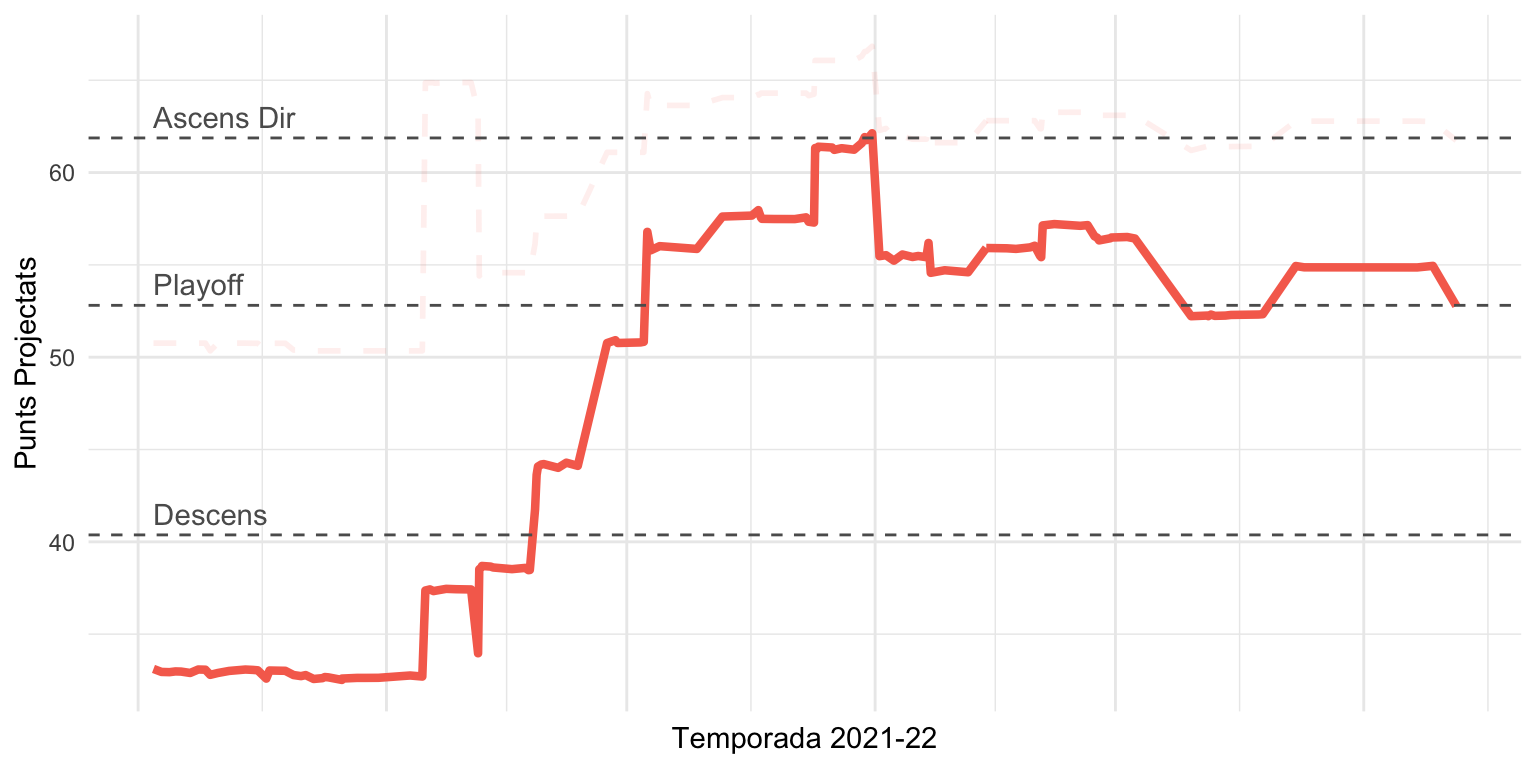 Ascens Dir
60
Playoff
50
Descens
40
Punts Projectats
Temporada 2021-22